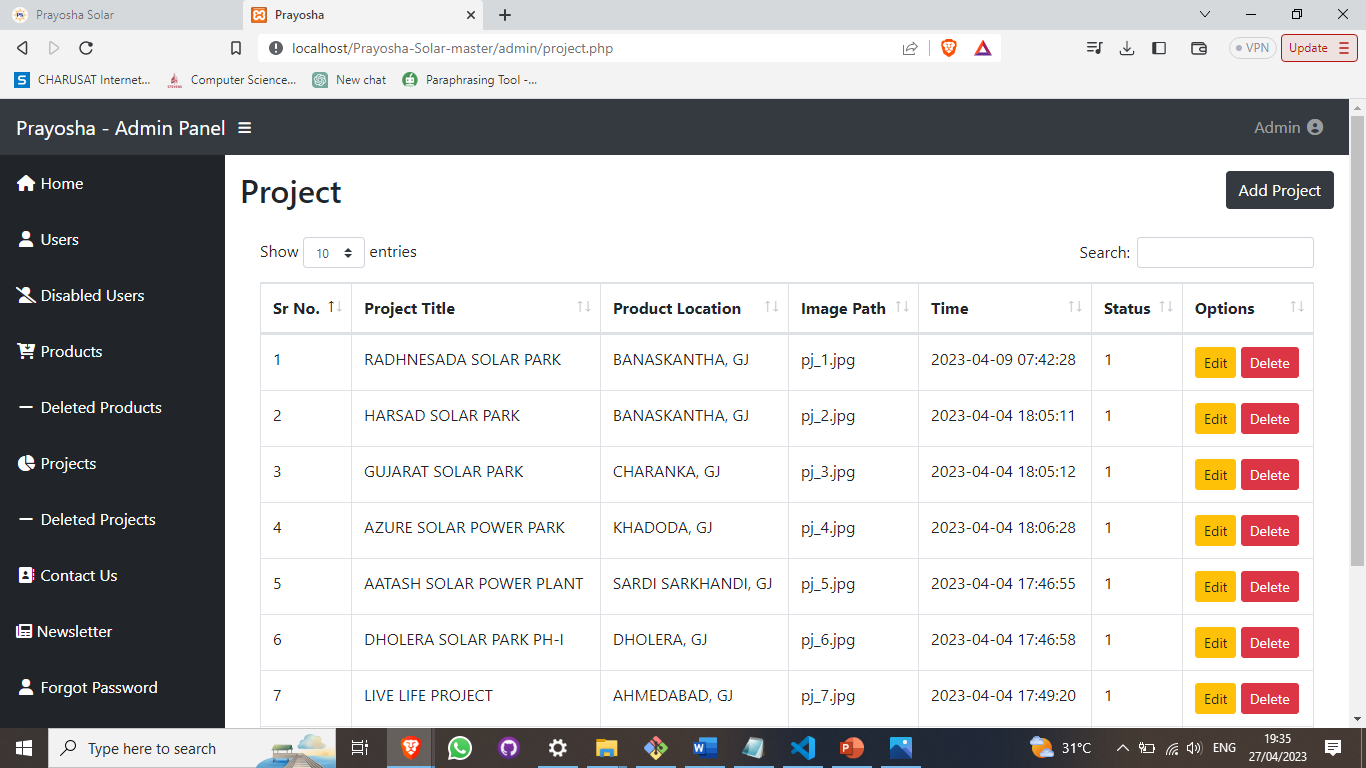 Prayosha Solar
Prayosha
localhost/Prayosha-Solar-master/admin/project.php
VPN
Update
CHARUSAT Internet...
Computer Science...
New chat
Paraphrasing Tool -...
Prayosha - Admin Panel
Admin
Home
Users
Disabled Users
Products
Deleted Products
Projects
Deleted Projects
Contact Us
Newsletter
Forgot Password
Project
Add Project
Show 10 entries
Search:
Sr No. Project Title Product Location Image Path Time Status Options
1 RADHNESADA SOLAR PARK BANASKANTHA, GJ pj_1.jpg 2023-04-09 07:42:28 1 Edit Delete
2 HARSAD SOLAR PARK BANASKANTHA, GJ pj_2.jpg 2023-04-04 18:05:11 1 Edit Delete
3 GUJARAT SOLAR PARK CHARANKA, GJ pj_3.jpg 2023-04-04 18:05:12 1 Edit Delete
4 AZURE SOLAR POWER PARK KHADODA, GJ pj_4.jpg 2023-04-04 18:06:28 1 Edit Delete
5 AATASH SOLAR POWER PLANT SARDI SARKHANDI, GJ pj_5.jpg 2023-04-04 17:46:55 1 Edit Delete
6 DHOLERA SOLAR PARK PH-I DHOLERA, GJ pj_6.jpg 2023-04-04 17:46:58 1 Edit Delete
7 LIVE LIFE PROJECT AHMEDABAD, GJ pj_7.jpg 2023-04-04 17:49:20 1 Edit Delete
Type here to search
31°C
ENG
19:35
27/04/2023